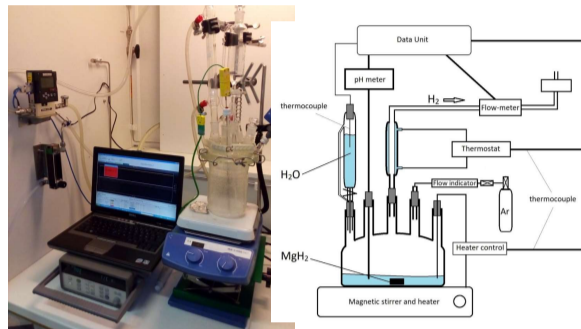 Data Unit
pH meter
H₂
Flow-meter
thermocouple
Thermostat
H₂O
Flow indicator
thermocouple
Ar
Heater control
MgH₂
Magnetic stirrer and heater